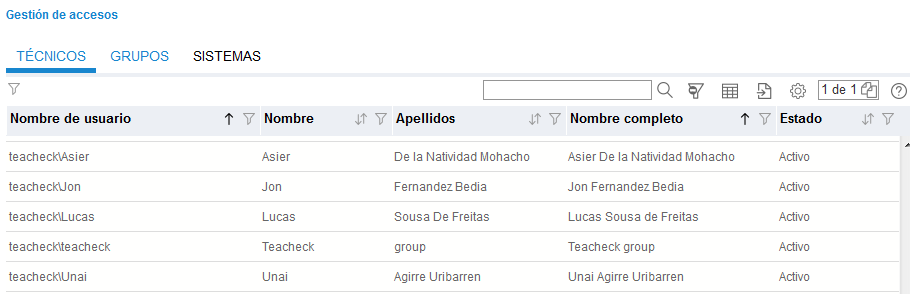 Gestión de accesos
TÉCNICOS GRUPOS SISTEMAS
1 de 1
Nombre de usuario Nombre Apellidos Nombre completo Estado
teacheck\Asier Asier De la Natividad Mohacho Asier De la Natividad Mohacho Activo
teacheck\Jon Jon Fernandez Bedia Jon Fernandez Bedia Activo
teacheck\Lucas Lucas Sousa De Freitas Lucas Sousa de Freitas Activo
teacheck\teacheck Teacheck group Teacheck group Activo
teacheck\Unai Unai Agirre Uribarren Unai Agirre Uribarren Activo